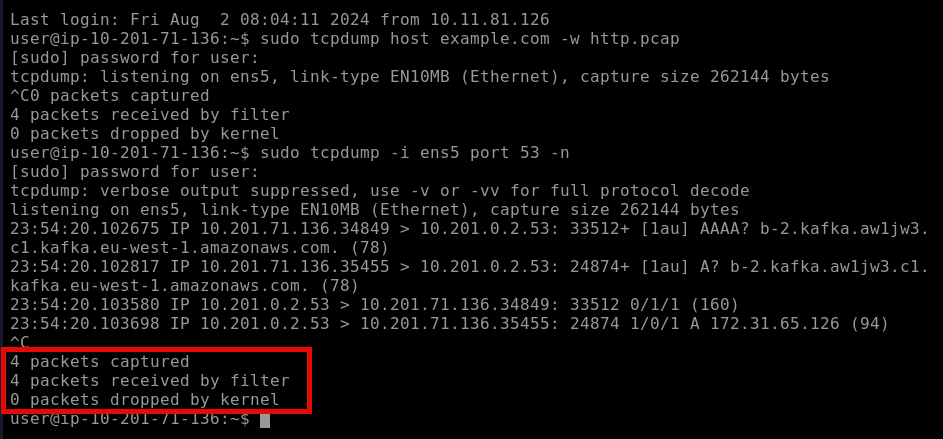 Last login: Fri Aug  2 08:04:11 2024 from 10.11.81.126
user@ip-10-201-71-136:~$ sudo tcpdump host example.com -w http.pcap
[sudo] password for user:
tcpdump: listening on ens5, link-type EN10MB (Ethernet), capture size 262144 bytes
^C0 packets captured
4 packets received by filter
0 packets dropped by kernel
user@ip-10-201-71-136:~$ sudo tcpdump -i ens5 port 53 -n
[sudo] password for user:
tcpdump: verbose output suppressed, use -v or -vv for full protocol decode
listening on ens5, link-type EN10MB (Ethernet), capture size 262144 bytes
23:54:20.102675 IP 10.201.71.136.34849 > 10.201.0.2.53: 33512+ [1au] AAAA? b-2.kafka.aw1jw3.
c1.kafka.eu-west-1.amazonaws.com. (78)
23:54:20.102817 IP 10.201.71.136.35455 > 10.201.0.2.53: 24874+ [1au] A? b-2.kafka.aw1jw3.c1.
kafka.eu-west-1.amazonaws.com. (78)
23:54:20.103580 IP 10.201.0.2.53 > 10.201.71.136.34849: 33512 0/1/1 (160)
23:54:20.103698 IP 10.201.0.2.53 > 10.201.71.136.35455: 24874 1/0/1 A 172.31.65.126 (94)
^C
4 packets captured
4 packets received by filter
0 packets dropped by kernel
user@ip-10-201-71-136:~$